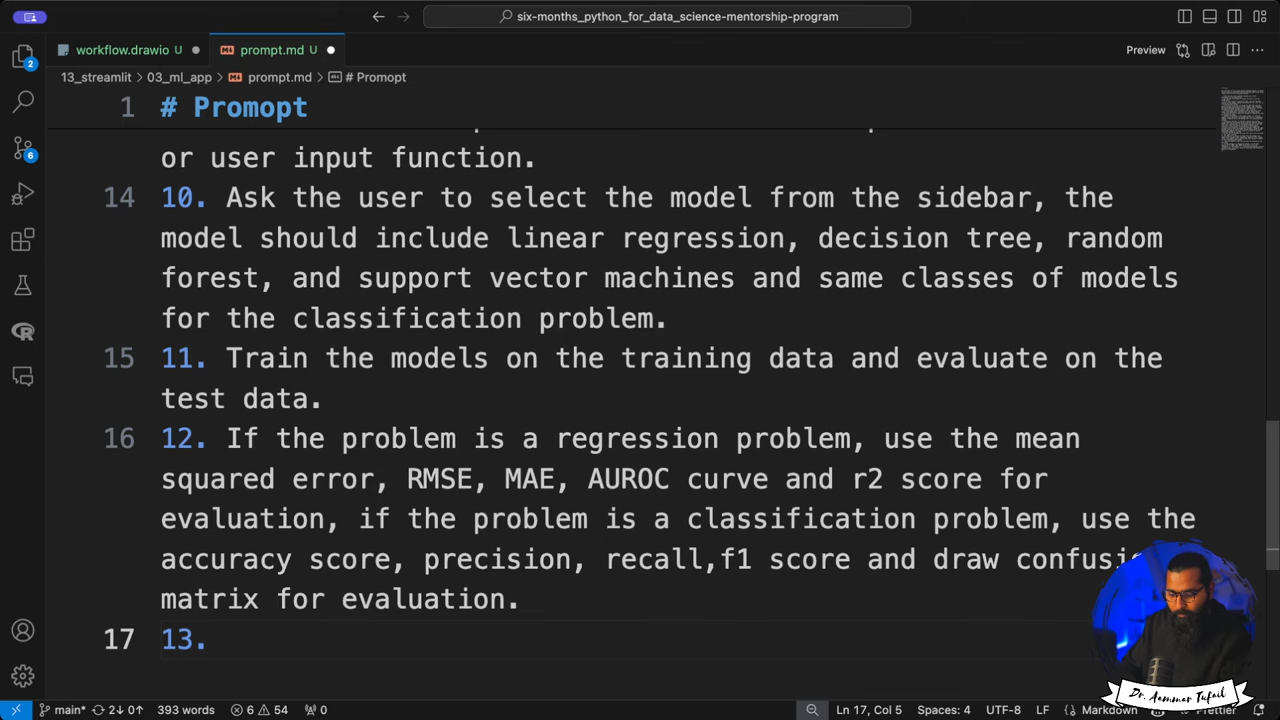 six-months_python_for_data_science-mentorship-program
workflow.drawio U
prompt.md U
Preview
13_streamlit > 03_ml_app > prompt.md > # Promopt
1 # Promopt
or user input function.
14 10. Ask the user to select the model from the sidebar, the
model should include linear regression, decision tree, random
forest, and support vector machines and same classes of models
for the classification problem.
15 11. Train the models on the training data and evaluate on the
test data.
16 12. If the problem is a regression problem, use the mean
squared error, RMSE, MAE, AUROC curve and r2 score for
evaluation, if the problem is a classification problem, use the
accuracy score, precision, recall,f1 score and draw
matrix for evaluation.
17 13.
2
6
Dr. Aammar Tufail
main* 2↓ 0↑ 393 words 6 54 0 Ln 17, Col 5 Spaces: 4 UTF-8 LF Markdown Prettier